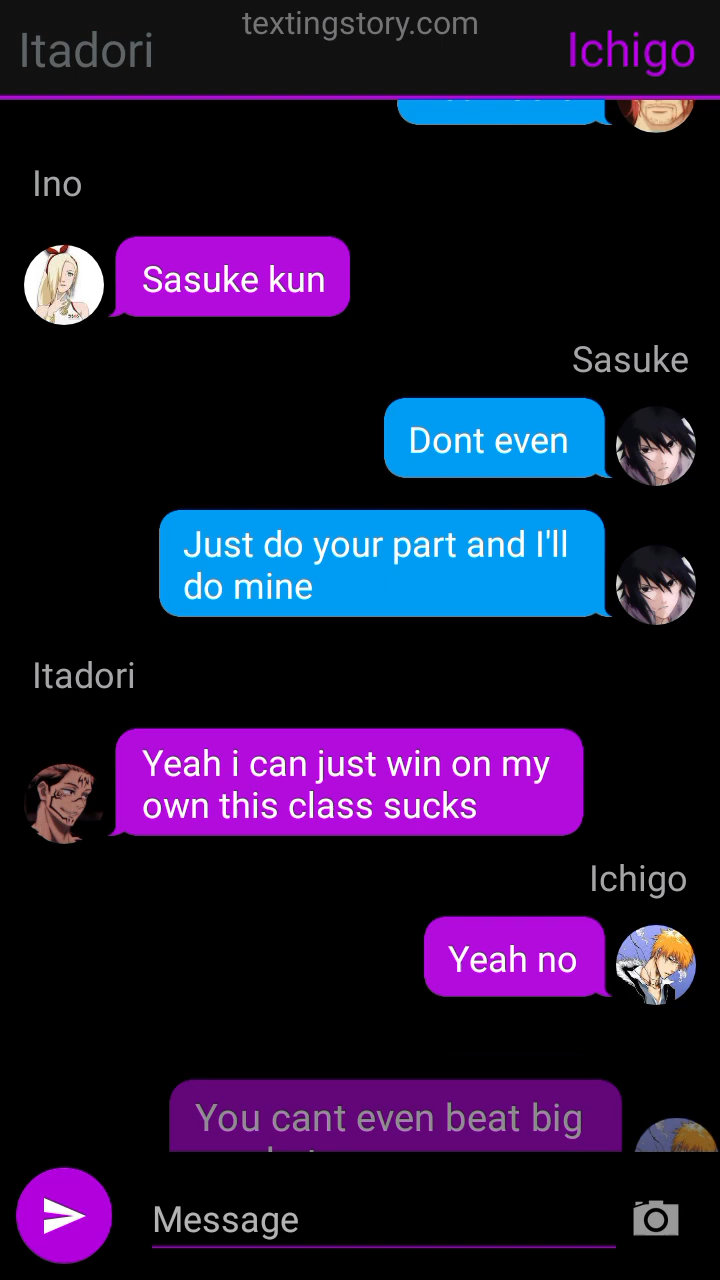 textingstory.com
Itadori
Ichigo
Ino
Sasuke kun
Sasuke
Dont even
Just do your part and I'll
do mine
Itadori
Yeah i can just win on my
own this class sucks
Ichigo
Yeah no
You cant even beat big
Message